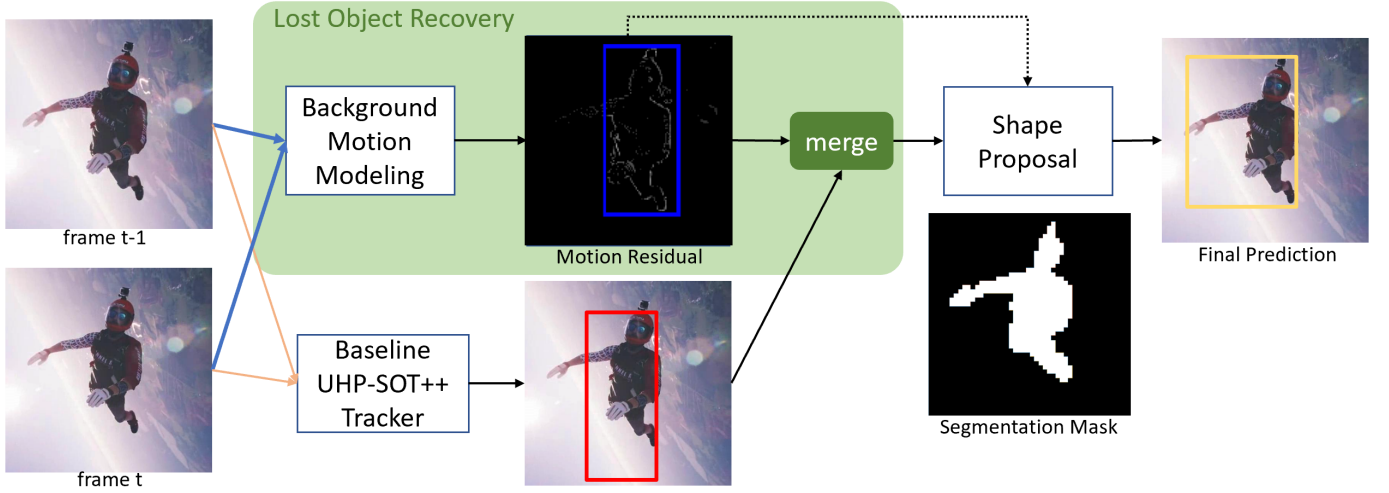 Lost Object Recovery
frame t-1
Background
Motion
Modeling
Motion Residual
merge
Shape
Proposal
Final Prediction
frame t
Baseline
UHP-SOT++
Tracker
Segmentation Mask